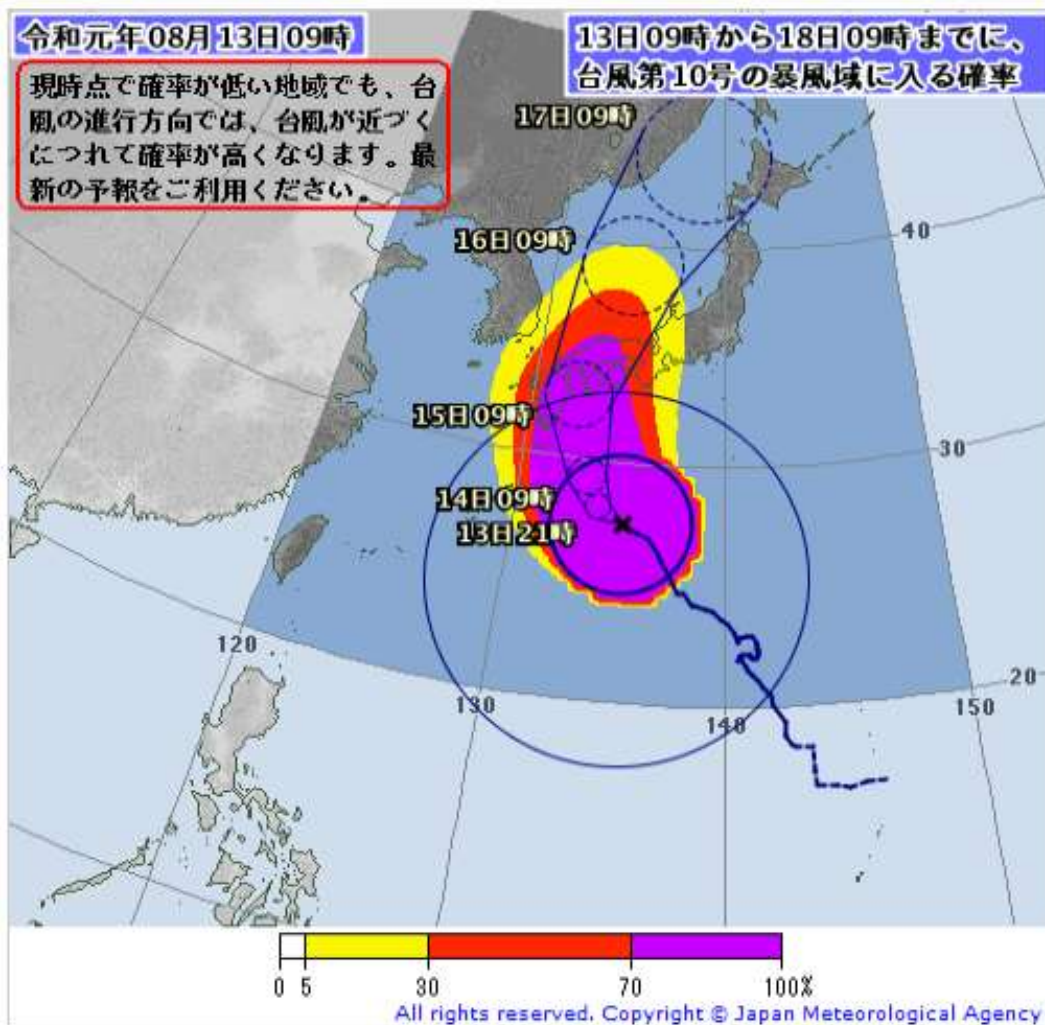 令和元年08月13日09時
13日09時から18日09時までに、
台風第10号の暴風域に入る確率
現時点で確率が低い地域でも、台
風の進行方向では、台風が近づく
につれて確率が高くなります。最
新の予報をご利用ください。
17日09時
16日09時
40
15日09時
30
14日09時
13日21時
120
20
130
140
150
0 5 30 70 100%
All rights reserved. Copyright © Japan Meteorological Agency